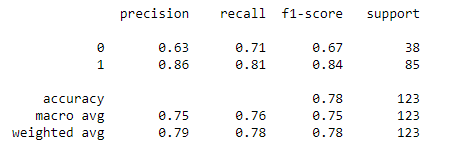 precision recall f1-score support
0 0.63 0.71 0.67 38
1 0.86 0.81 0.84 85
accuracy 0.78 123
macro avg 0.75 0.76 0.75 123
weighted avg 0.79 0.78 0.78 123